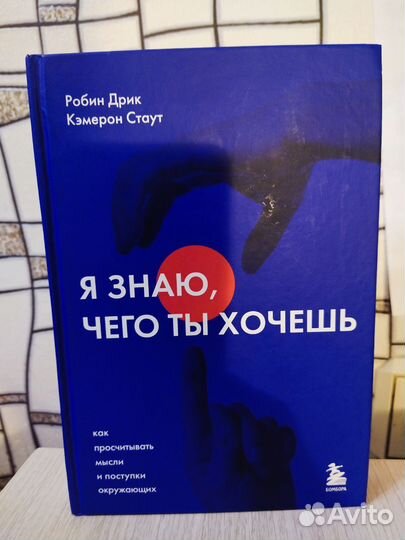 Робин Дрик
Кэмерон Стаут
Я ЗНАЮ,
ЧЕГО ТЫ ХОЧЕШЬ
как
просчитывать
мысли
и поступки
окружающих
БОМБОРА
Avito